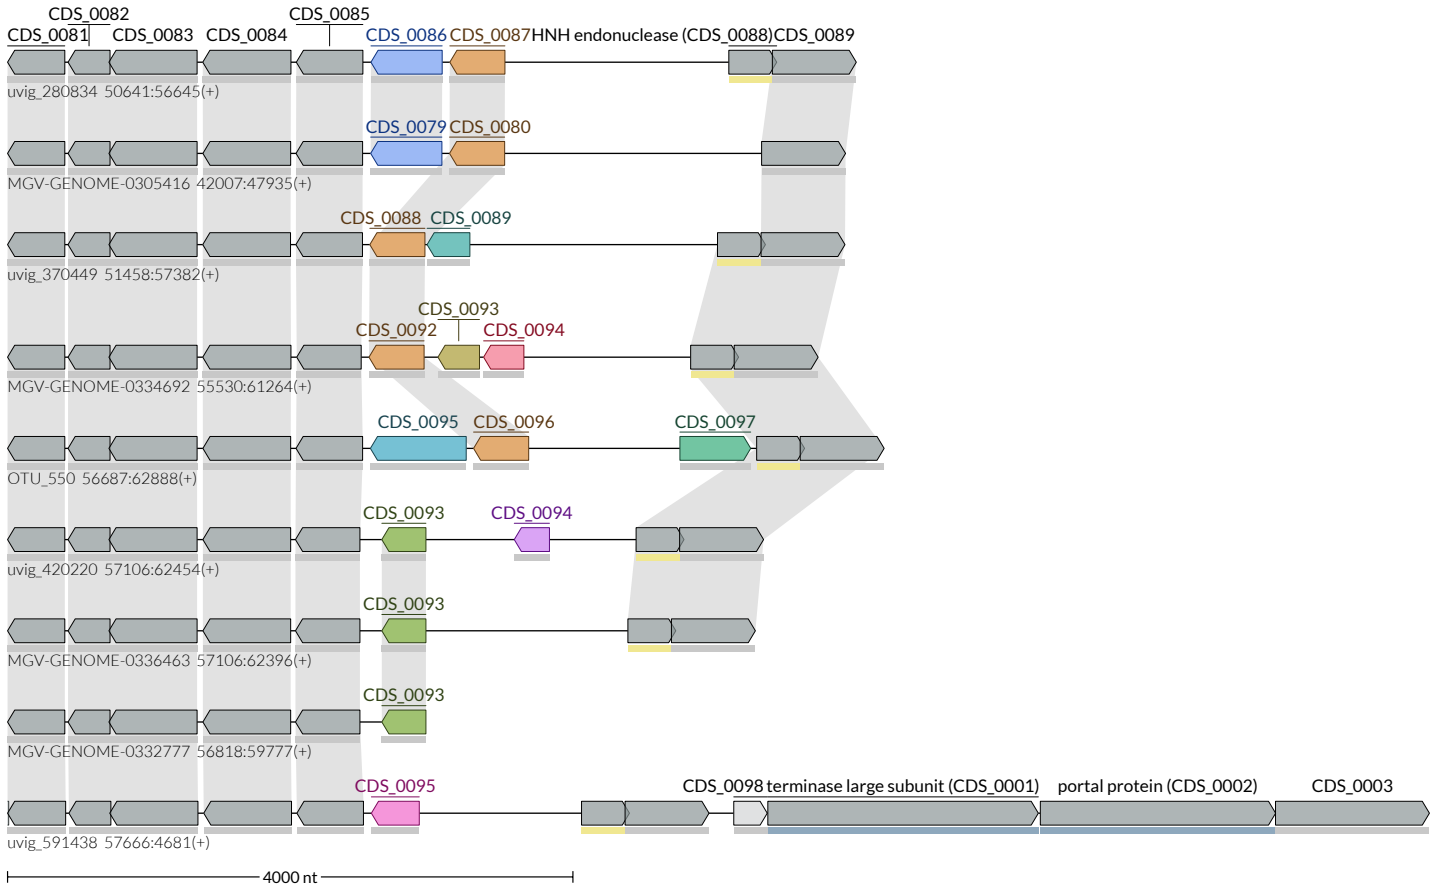 CDS_0082 CDS_0085
CDS_0081 CDS_0083 CDS_0084 CDS_0086 CDS_0087 HNH endonuclease (CDS_0088) CDS_0089
uvig_280834 50641:56645(+)
CDS_0079 CDS_0080
MGV-GENOME-0305416 42007:47935(+)
CDS_0088 CDS_0089
uvig_370449 51458:57382(+)
CDS_0093
CDS_0092 CDS_0094
MGV-GENOME-0334692 55530:61264(+)
CDS_0095 CDS_0096 CDS_0097
OTU_550 56687:62888(+)
CDS_0093 CDS_0094
uvig_420220 57106:62454(+)
CDS_0093
MGV-GENOME-0336463 57106:62396(+)
CDS_0093
MGV-GENOME-0332777 56818:59777(+)
CDS_0095 CDS_0098 terminase large subunit (CDS_0001) portal protein (CDS_0002) CDS_0003
uvig_591438 57666:4681(+)
4000 nt